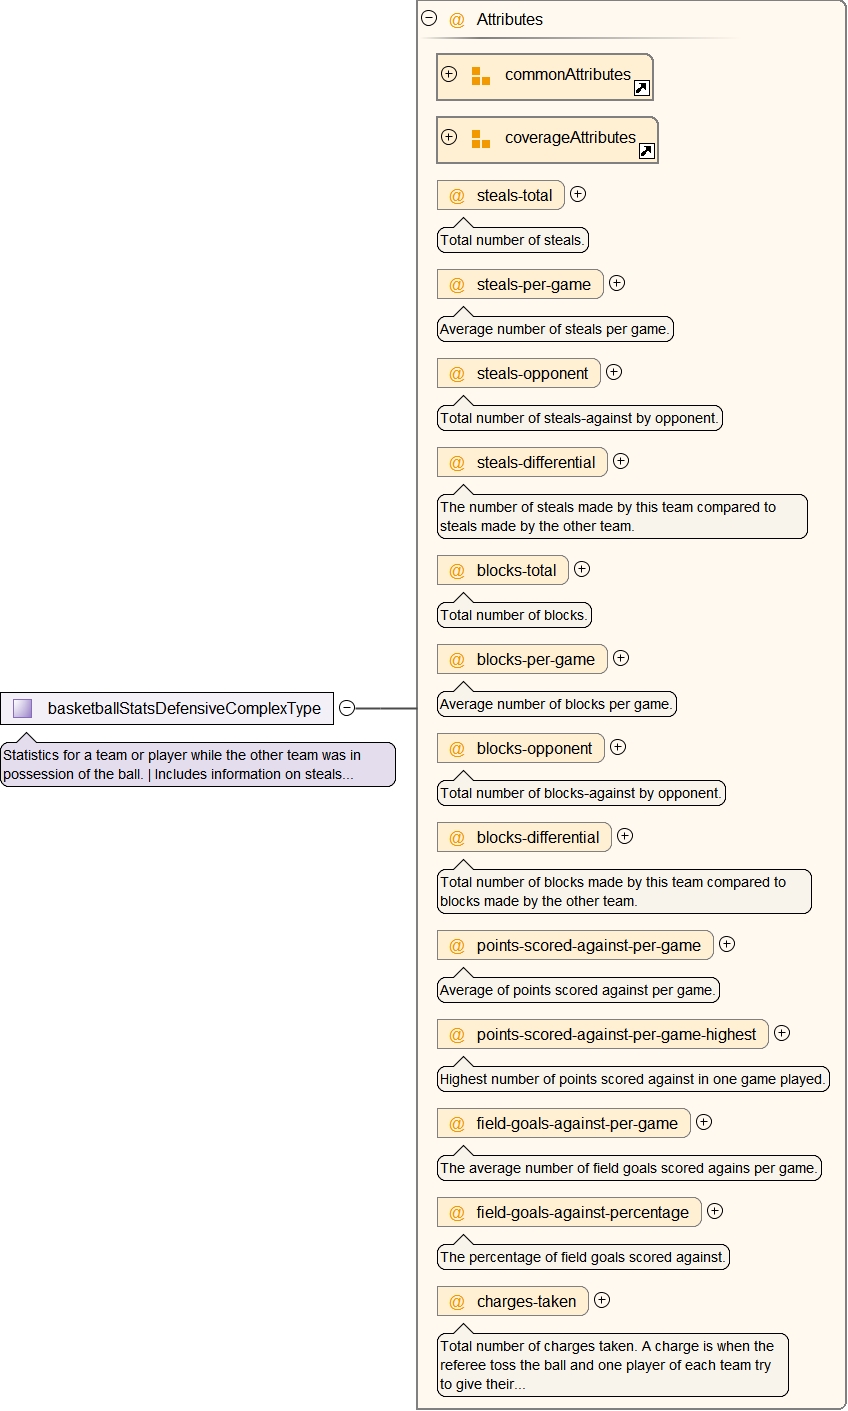 @ Attributes
commonAttributes
coverageAttributes
@ steals-total
Total number of steals.
@ steals-per-game
Average number of steals per game.
@ steals-opponent
Total number of steals-against by opponent.
@ steals-differential
The number of steals made by this team compared to
steals made by the other team.
@ blocks-total
Total number of blocks.
@ blocks-per-game
Average number of blocks per game.
basketballStatsDefensiveComplexType
Statistics for a team or player while the other team was in
possession of the ball. | Includes information on steals...
@ blocks-opponent
Total number of blocks-against by opponent.
@ blocks-differential
Total number of blocks made by this team compared to
blocks made by the other team.
@ points-scored-against-per-game
Average of points scored against per game.
@ points-scored-against-per-game-highest
Highest number of points scored against in one game played.
@ field-goals-against-per-game
The average number of field goals scored agains per game.
@ field-goals-against-percentage
The percentage of field goals scored against.
@ charges-taken
Total number of charges taken. A charge is when the
referee toss the ball and one player of each team try
to give their...